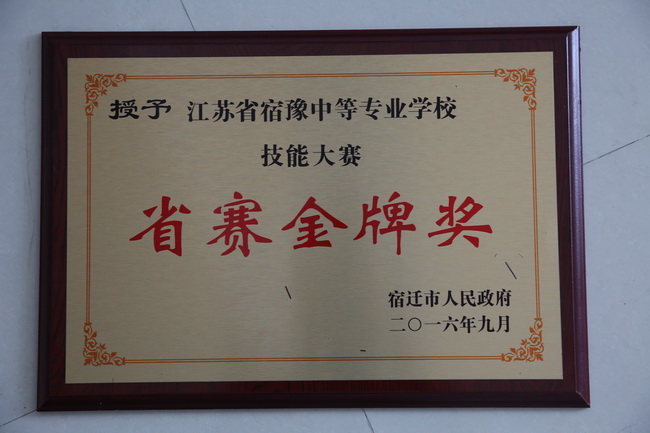 授予 江苏省宿豫中等专业学校
技能大赛
省赛金牌奖
宿迁市人民政府
二〇一六年九月